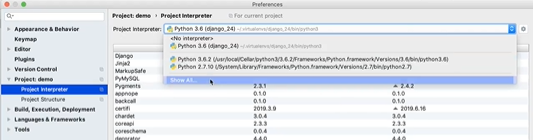 Preferences
Project: demo > Project Interpreter
For current project
Appearance & Behavior
Keymap
Editor
Plugins
Version Control
Project: demo
Project Interpreter
Project Structure
Build, Execution, Deployment
Languages & Frameworks
Tools
Project Interpreter:
Python 3.6 (django_24) ~/.virtualenvs/django_24/bin/python3
<No interpreter>
Python 3.6 (django_24) ~/.virtualenvs/django_24/bin/python3
Python 3.6.2 (/usr/local/Cellar/python3/3.6.2/Frameworks/Python.framework/Versions/3.6/bin/python3.6)
Python 2.7.10 (/System/Library/Frameworks/Python.framework/Versions/2.7/bin/python2.7)
Show All...
Django
Jinja2
MarkupSafe
PyMySQL
Pygments 2.3.1 2.4.2
appnope 0.1.0 0.1.0
backcall 0.1.0 0.1.0
certifi 2019.3.9 2019.6.16
chardet 3.0.4 3.0.4
coreapi 2.3.3 2.3.3
coreschema 0.0.4 0.0.4
decorator 4.4.0 4.4.0